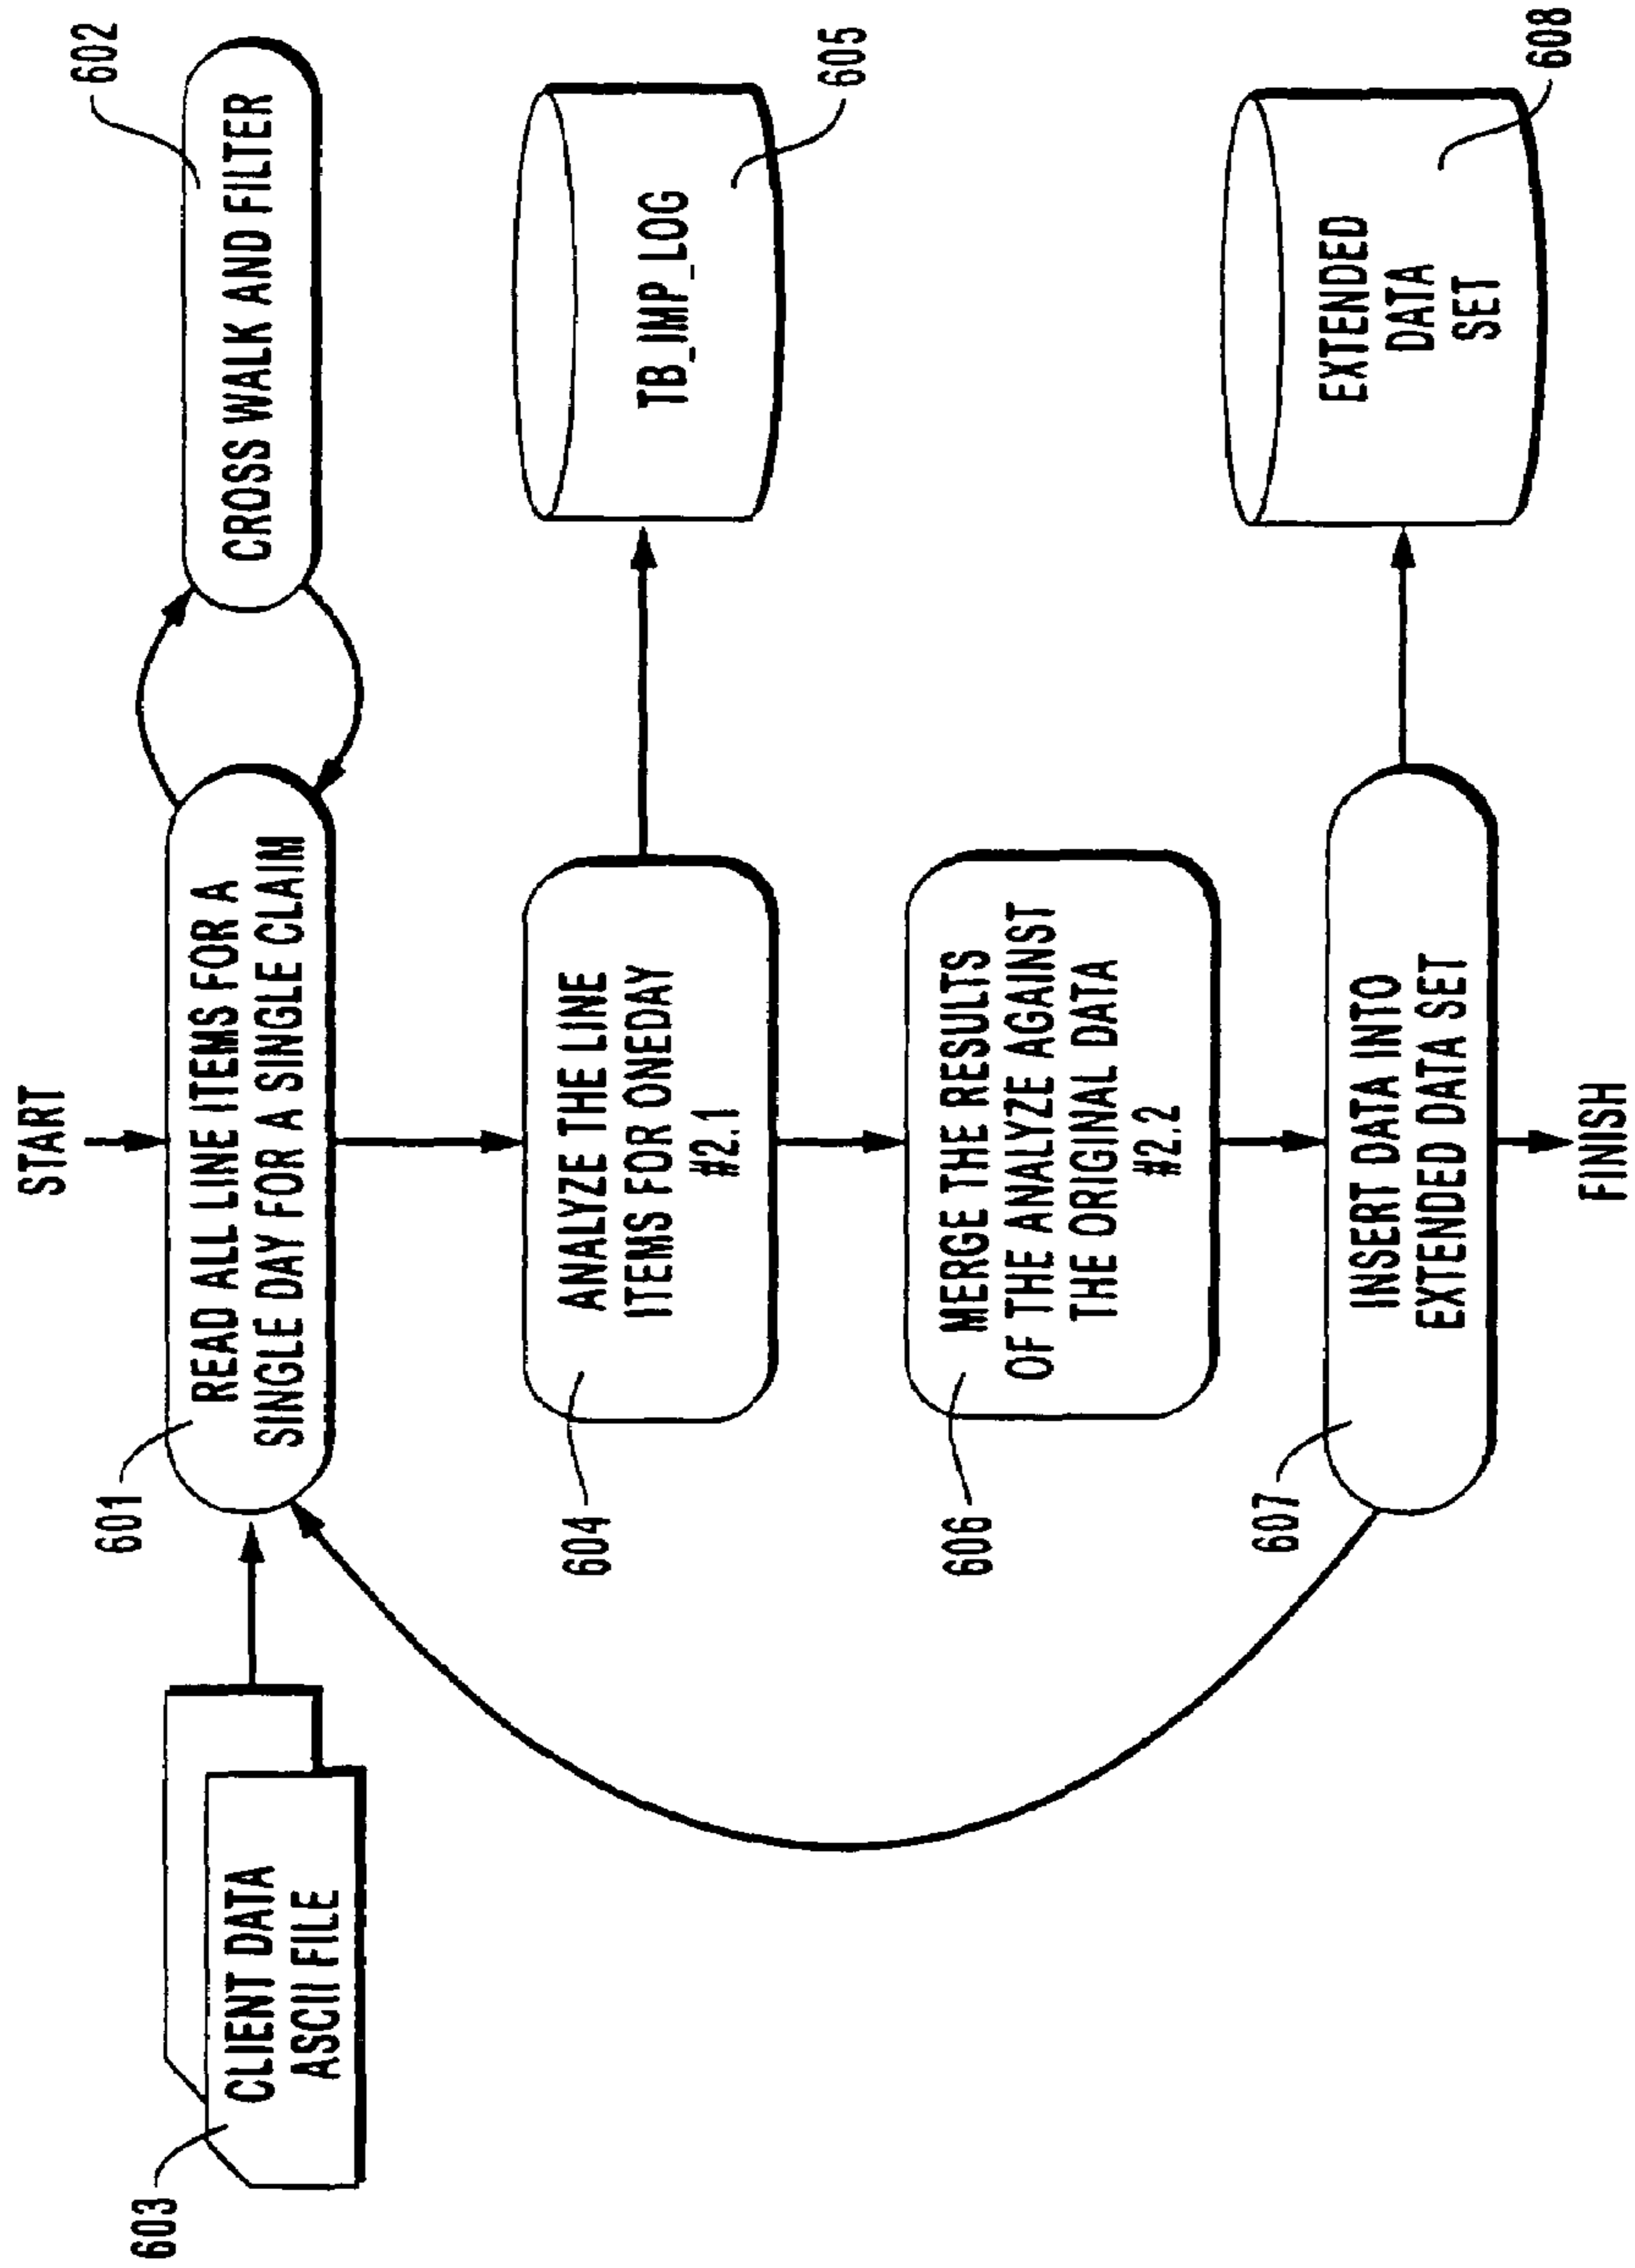 START
601
READ ALL LINE ITEMS FOR A
SINGLE DAY FOR A SINGLE CLAIM
602
CROSS WALK AND FILTER
603
CLIENT DATA
ASCII FILE
604
ANALYZE THE LINE
ITEMS FOR ONEDAY
#2.1
TB_IMP_LOG
605
606
MERGE THE RESULTS
OF THE ANALYZE AGAINST
THE ORIGINAL DATA
#2.2
607
INSERT DATA INTO
EXTENDED DATA SET
EXTENDED
DATA
SET
608
FINISH